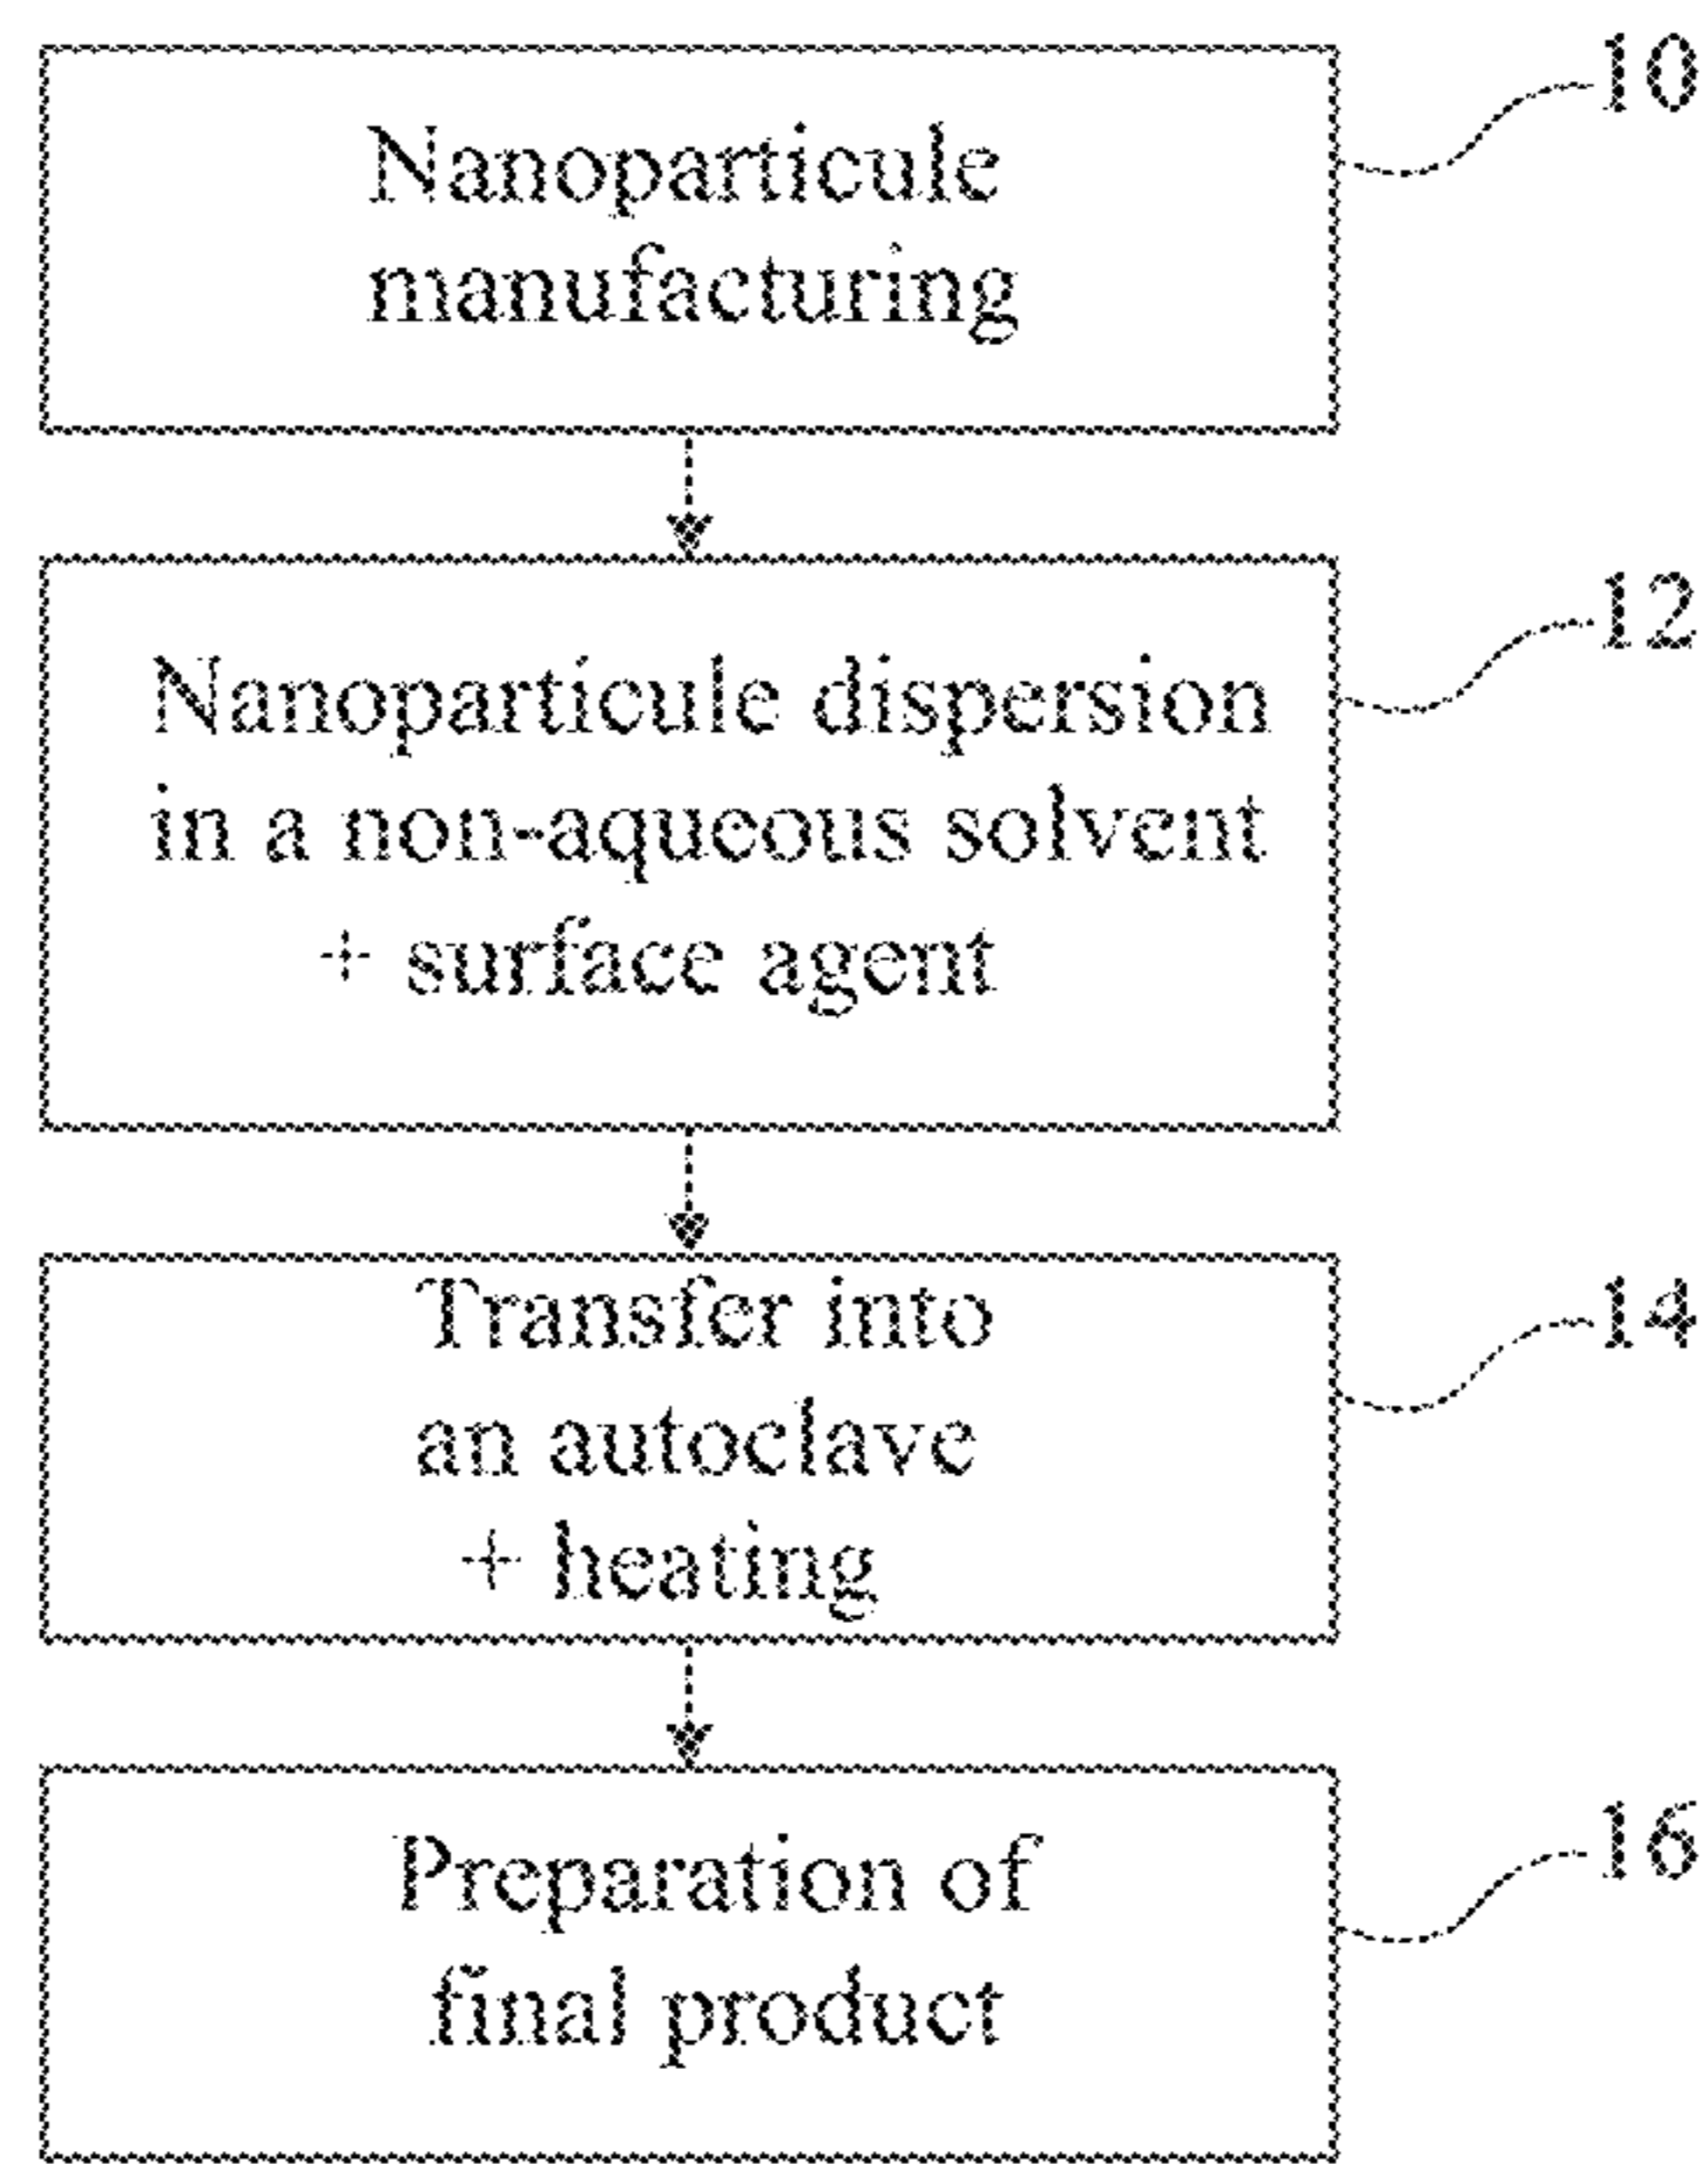 10
Nanoparticule
manufacturing
12
Nanoparticule dispersion
in a non-aqueous solvent
+ surface agent
14
Transfer into
an autoclave
+ heating
16
Preparation of
final product